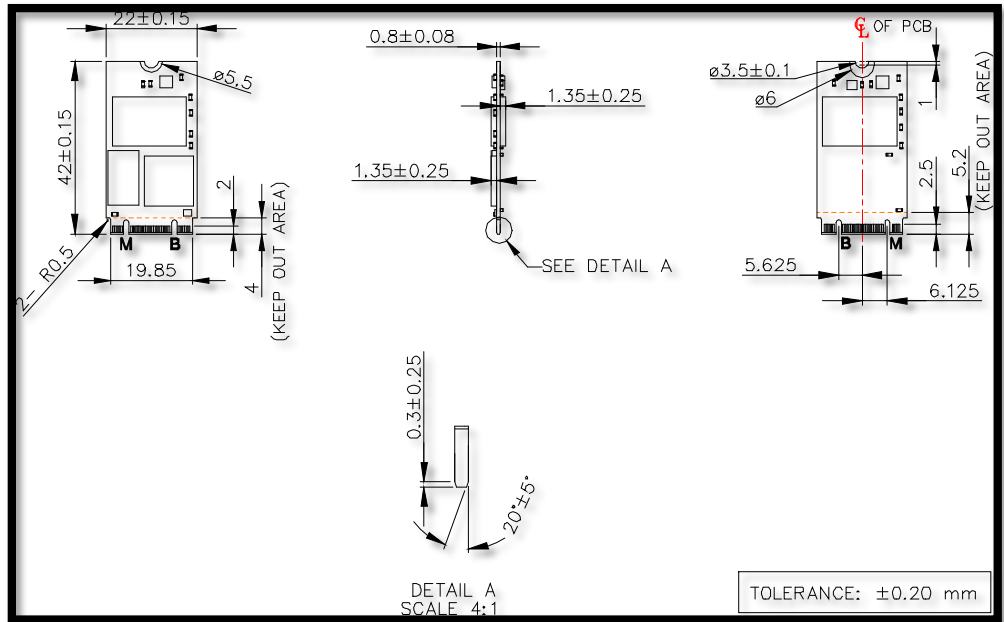 22±0.15
ø5.5
42±0.15
2
4
(KEEP OUT AREA)
M
B
19.85
2- R0.5
0.8±0.08
1.35±0.25
1.35±0.25
SEE DETAIL A
℄ OF PCB
ø3.5±0.1
ø6
1
2.5
5.2
(KEEP OUT AREA)
B
M
5.625
6.125
0.3±0.25
20°±5°
DETAIL A
SCALE 4:1
TOLERANCE: ±0.20 mm